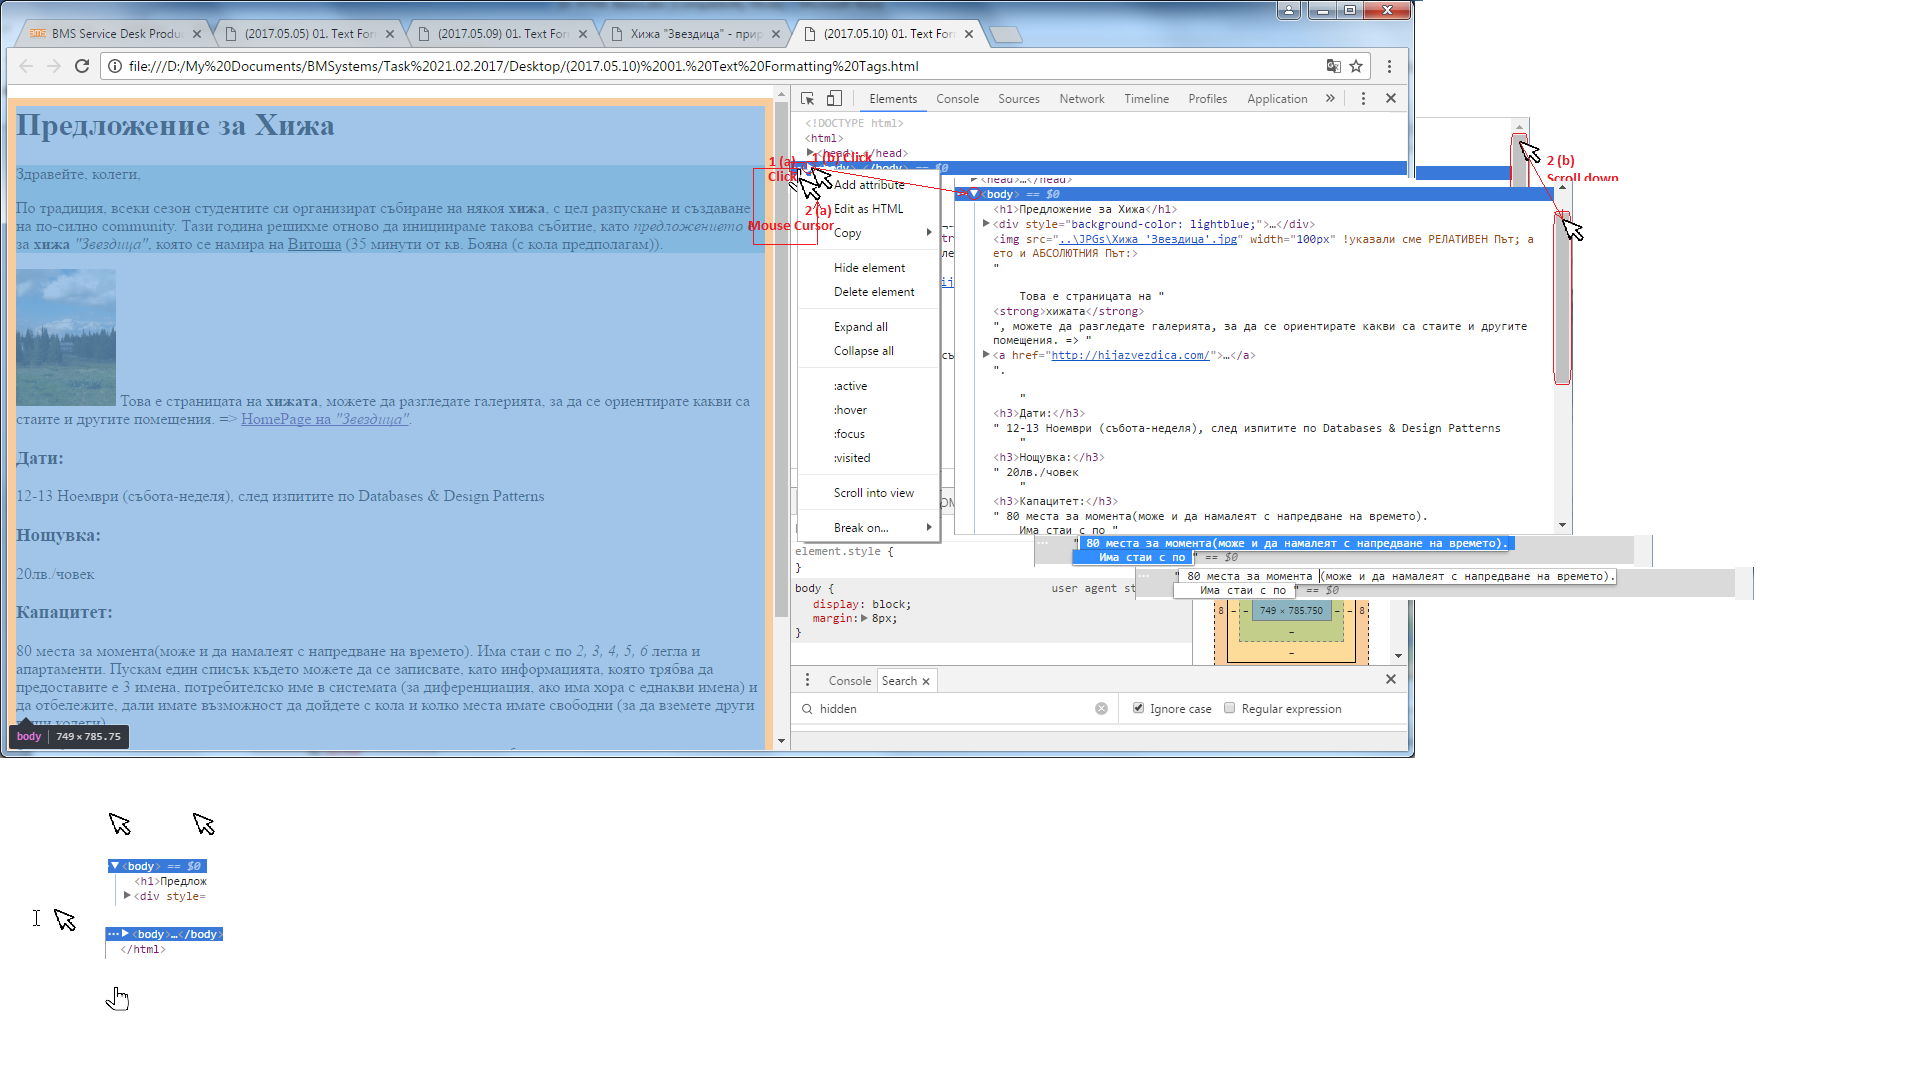 BMS Service Desk Produ
(2017.05.05) 01. Text For
(2017.05.09) 01. Text For
Хижа "Звездица" - прир
(2017.05.10) 01. Text For
file:///D:/My%20Documents/BMSystems/Task%2021.02.2017/Desktop/(2017.05.10)%2001.%20Text%20Formatting%20Tags.html
Предложение за Хижа
Здравейте, колеги,
По традиция, всеки сезон студентите си организират събиране на някоя хижа, с цел разпускане и създаване
на по-силно community. Тази година решихме отново да инициираме такова събитие, като предложението е
за хижа "Звездица", която се намира на Витоша (35 минути от кв. Бояна (с кола предполагам)).
Това е страницата на хижата, можете да разгледате галерията, за да се ориентирате какви са
стаите и другите помещения. => HomePage на "Звездица".
Дати:
12-13 Ноември (събота-неделя), след изпитите по Databases & Design Patterns
Нощувка:
20лв./човек
Капацитет:
80 места за момента(може и да намалеят с напредване на времето). Има стаи с по 2, 3, 4, 5, 6 легла и
апартаменти. Пускам един списък където можете да се записвате, като информацията, която трябва да
предоставите е 3 имена, потребителско име в системата (за диференциация, ако има хора с еднакви имена) и
да отбележите, дали имате възможност да дойдете с кола и колко места имате свободни (за да вземете други
body 749 × 785.75
Elements Console Sources Network Timeline Profiles Application »
<!DOCTYPE html>
<html>
<head>…</head>
1 (a)
Click
1 (b) Click
2 (a)
Mouse Cursor
2 (b)
Scroll down
Add attribute
Edit as HTML
Copy
Hide element
Delete element
Expand all
Collapse all
:active
:hover
:focus
:visited
Scroll into view
Break on...
<head>…</head>
<body> == $0
<h1>Предложение за Хижа</h1>
<div style="background-color: lightblue;">…</div>
<img src="..\JPGs\Хижа 'Звездица'.jpg" width="100px" !указали сме РЕЛАТИВЕН Път; а
ето и АБСОЛЮТНИЯ Път:>
"
Това е страницата на "
<strong>хижата</strong>
", можете да разгледате галерията, за да се ориентирате какви са стаите и другите
помещения. => "
<a href="http://hijazvezdica.com/">…</a>
".
"
<h3>Дати:</h3>
" 12-13 Ноември (събота-неделя), след изпитите по Databases & Design Patterns
"
<h3>Нощувка:</h3>
" 20лв./човек
"
<h3>Капацитет:</h3>
" 80 места за момента(може и да намалеят с напредване на времето).
Има стаи с по "
" 80 места за момента(може и да намалеят с напредване на времето).
Има стаи с по " == $0
" 80 места за момента (може и да намалеят с напредване на времето).
Има стаи с по " == $0
element.style {
}
body { user agent st
display: block;
margin: 8px;
}
8 – – 749 × 785.750 – – 8
–
–
Console Search ×
hidden
Ignore case Regular expression
<body> == $0
<h1>Предлож
<div style=
<body>…</body>
</html>